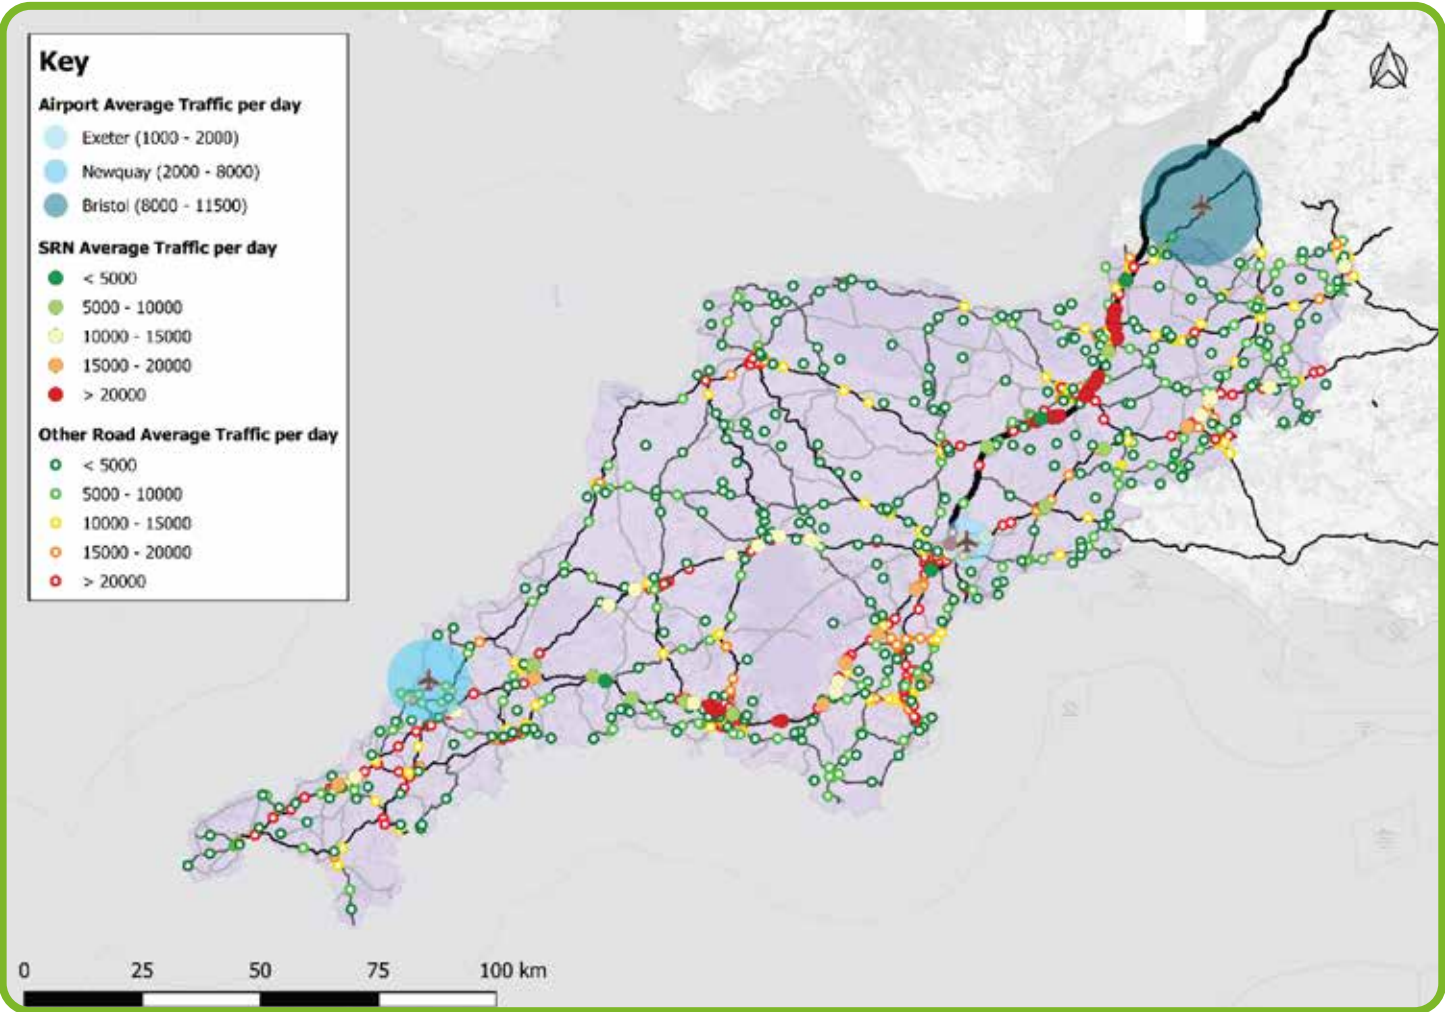 Key
Airport Average Traffic per day
Exeter (1000 - 2000)
Newquay (2000 - 8000)
Bristol (8000 - 11500)
SRN Average Traffic per day
< 5000
5000 - 10000
10000 - 15000
15000 - 20000
> 20000
Other Road Average Traffic per day
< 5000
5000 - 10000
10000 - 15000
15000 - 20000
> 20000
0 25 50 75 100 km